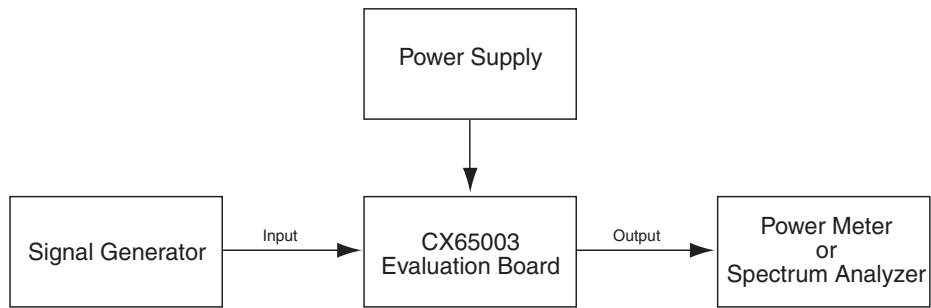 Power Supply
Signal Generator
Input
CX65003
Evaluation Board
Output
Power Meter
or
Spectrum Analyzer